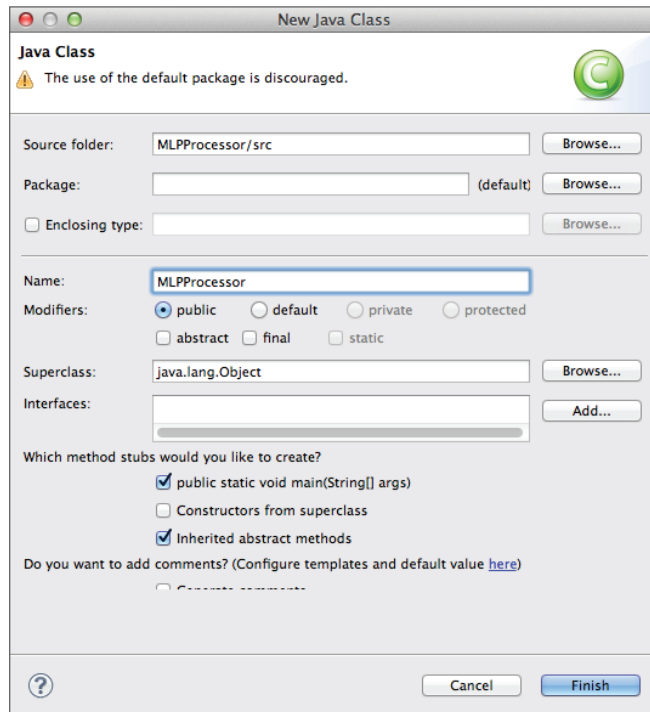 New Java Class
Java Class
The use of the default package is discouraged.
C
Source folder: MLPProcessor/src Browse...
Package: (default) Browse...
Enclosing type: Browse...
Name: MLPProcessor
Modifiers: public default private protected
abstract final static
Superclass: java.lang.Object Browse...
Interfaces: Add...
Which method stubs would you like to create?
public static void main(String[] args)
Constructors from superclass
Inherited abstract methods
Do you want to add comments? (Configure templates and default value here)
Generate comments
? Cancel Finish